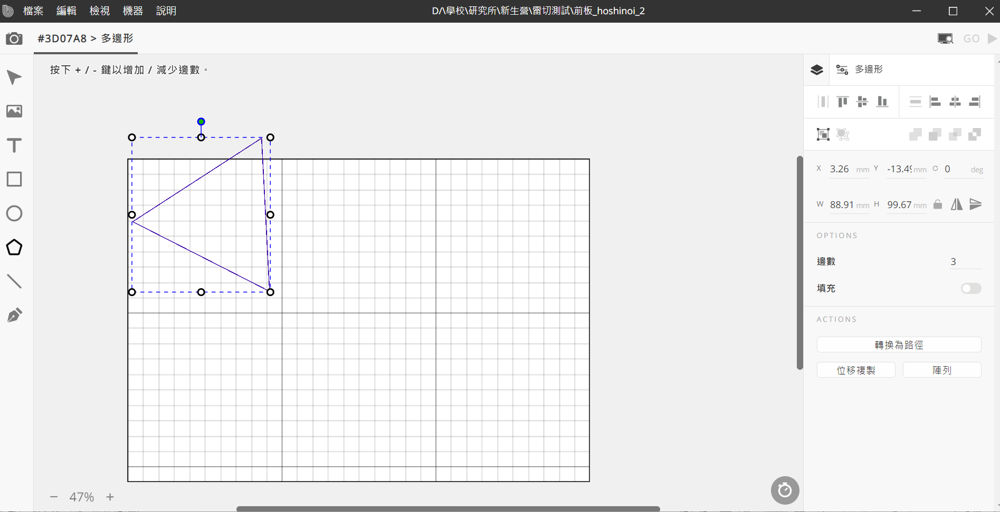 檔案 編輯 檢視 機器 說明
D/\學校\研究所\新生營\雷切測試\前板_hoshinoi_2
#3D07A8 > 多邊形
GO
按下 + / - 鍵以增加 / 減少邊數。
多邊形
X 3.26 mm Y -13.49 mm 0 deg
W 88.91 mm H 99.67 mm
OPTIONS
邊數 3
填充
ACTIONS
轉換為路徑
位移複製 陣列
47%